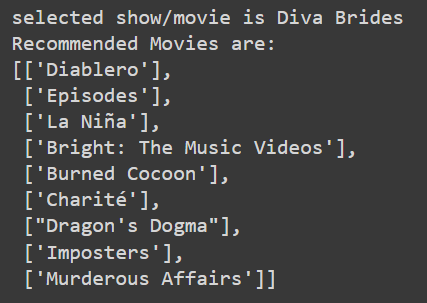 selected show/movie is Diva Brides
Recommended Movies are:
[['Diablero'],
 ['Episodes'],
 ['La Niña'],
 ['Bright: The Music Videos'],
 ['Burned Cocoon'],
 ['Charité'],
 ["Dragon's Dogma"],
 ['Imposters'],
 ['Murderous Affairs']]